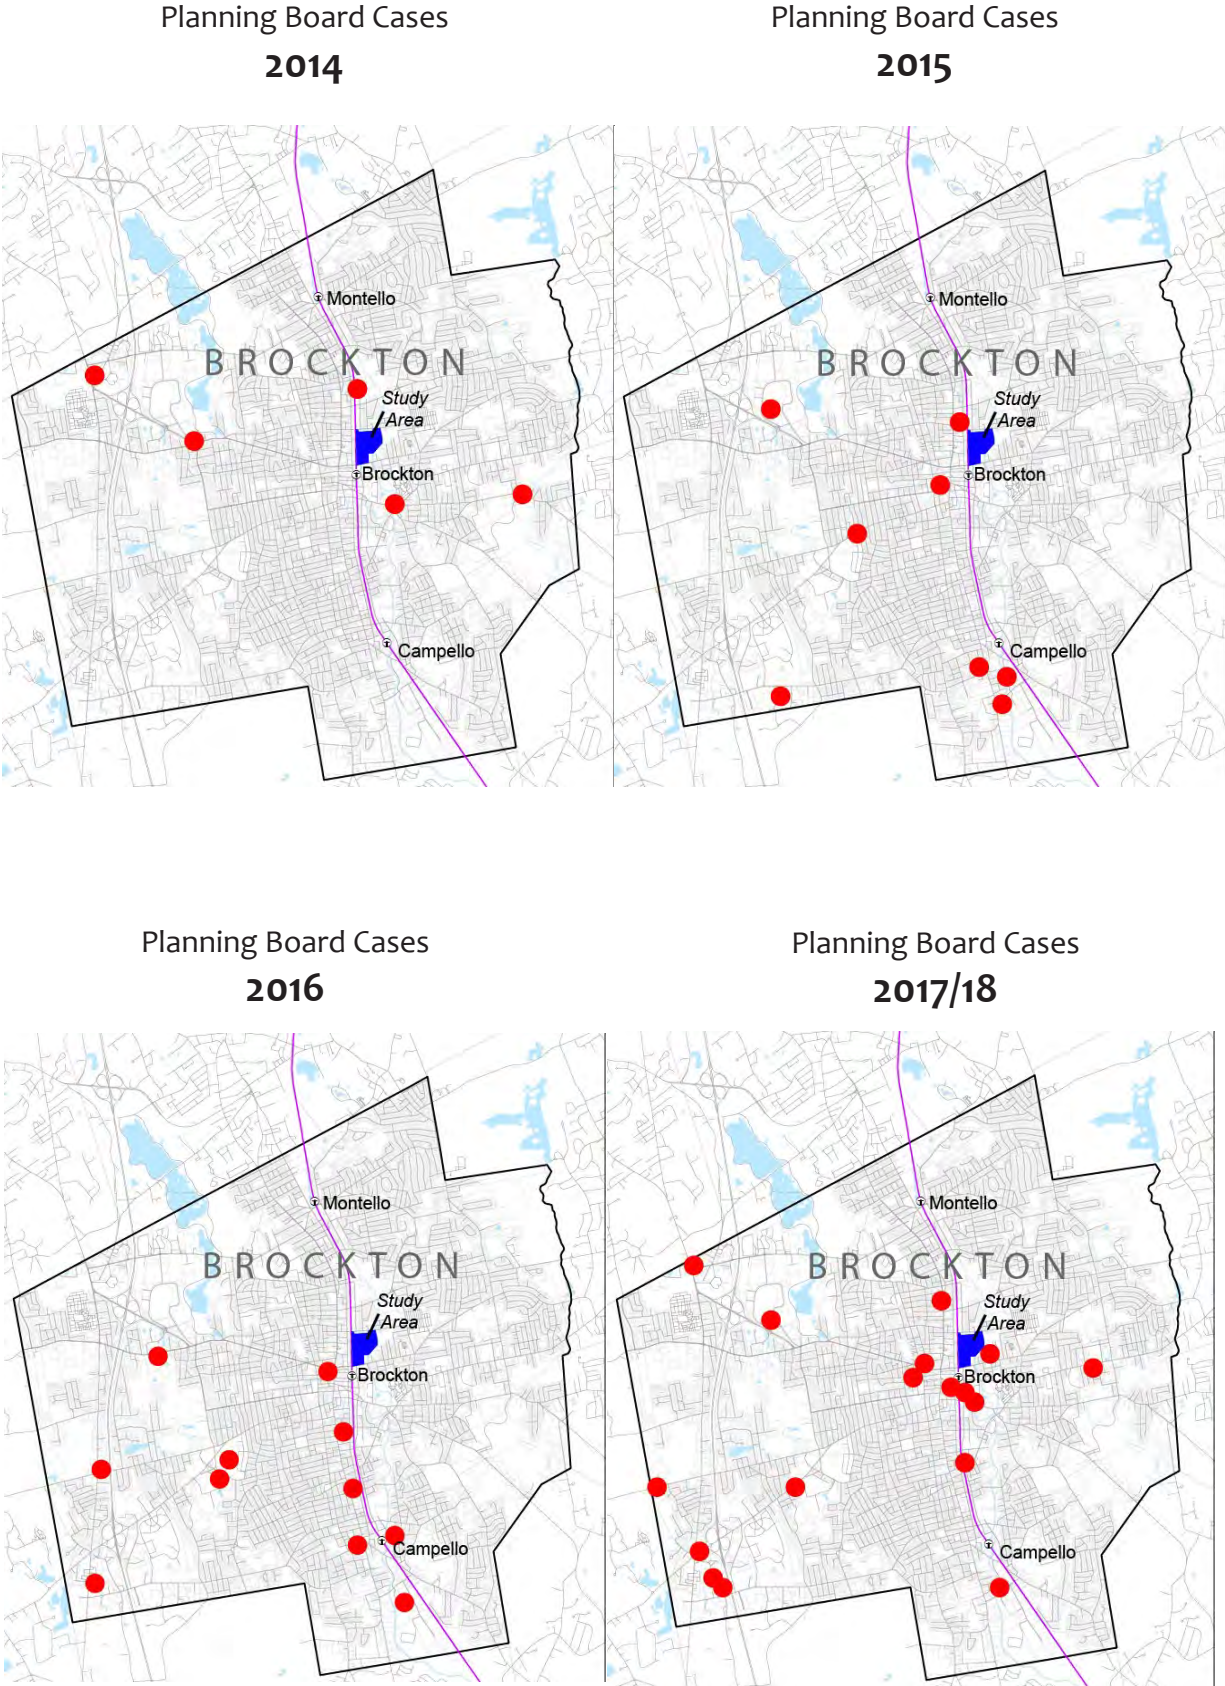 Planning Board Cases
2014
Planning Board Cases
2015
Montello
BROCKTON
Study
Area
Brockton
Campello
Montello
BROCKTON
Study
Area
Brockton
Campello
Planning Board Cases
2016
Planning Board Cases
2017/18
Montello
BROCKTON
Study
Area
Brockton
Campello
Montello
BROCKTON
Study
Area
Brockton
Campello